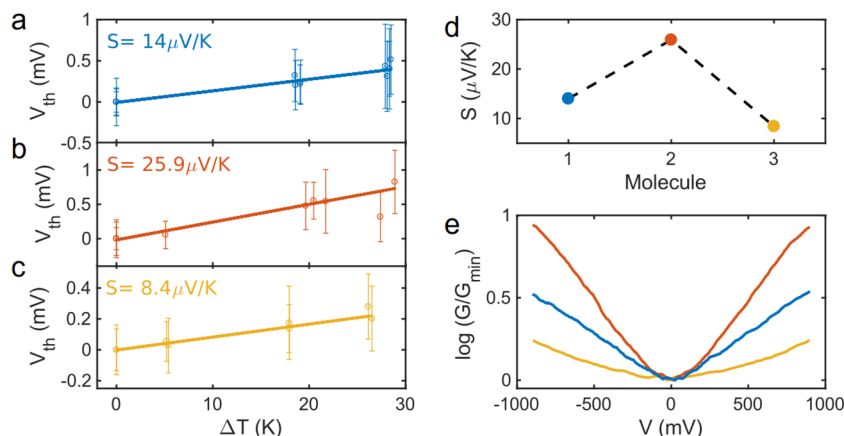 a
S= 14μV/K
V_th (mV)
1
0.5
0
-0.5
b
S= 25.9μV/K
V_th (mV)
1
0.5
0
c
S= 8.4μV/K
V_th (mV)
0.4
0.2
0
-0.2
0 10 20 30
ΔT (K)
d
S (μV/K)
30
20
10
1 2 3
Molecule
e
log (G/G_min)
1
0.5
0
-1000 -500 0 500 1000
V (mV)